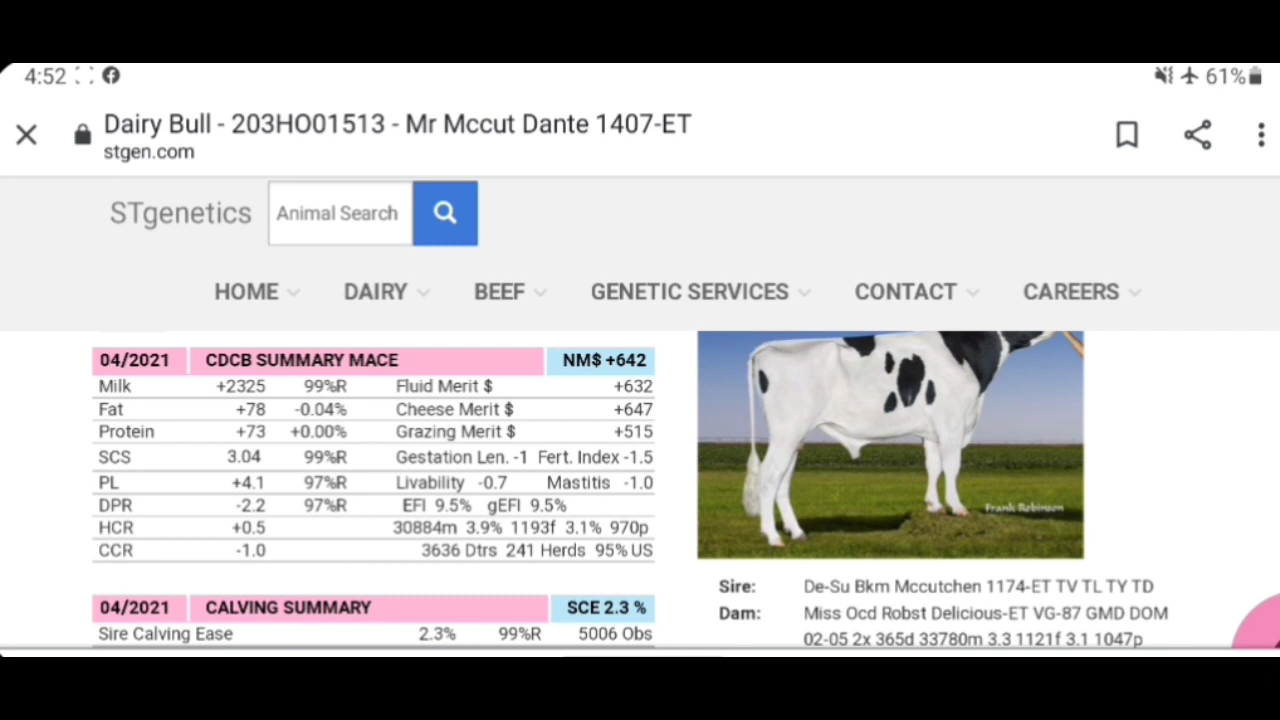 4:52 61%
Dairy Bull - 203HO01513 - Mr Mccut Dante 1407-ET
stgen.com
STgenetics Animal Search
HOME DAIRY BEEF GENETIC SERVICES CONTACT CAREERS
04/2021 CDCB SUMMARY MACE NM$ +642
Milk +2325 99%R Fluid Merit $ +632
Fat +78 -0.04% Cheese Merit $ +647
Protein +73 +0.00% Grazing Merit $ +515
SCS 3.04 99%R Gestation Len. -1 Fert. Index -1.5
PL +4.1 97%R Livability -0.7 Mastitis -1.0
DPR -2.2 97%R EFI 9.5% gEFI 9.5%
HCR +0.5 30884m 3.9% 1193f 3.1% 970p
CCR -1.0 3636 Dtrs 241 Herds 95% US
04/2021 CALVING SUMMARY SCE 2.3 %
Sire Calving Ease 2.3% 99%R 5006 Obs
Frank Robinson
Sire: De-Su Bkm Mccutchen 1174-ET TV TL TY TD
Dam: Miss Ocd Robst Delicious-ET VG-87 GMD DOM
02-05 2x 365d 33780m 3.3 1121f 3.1 1047p